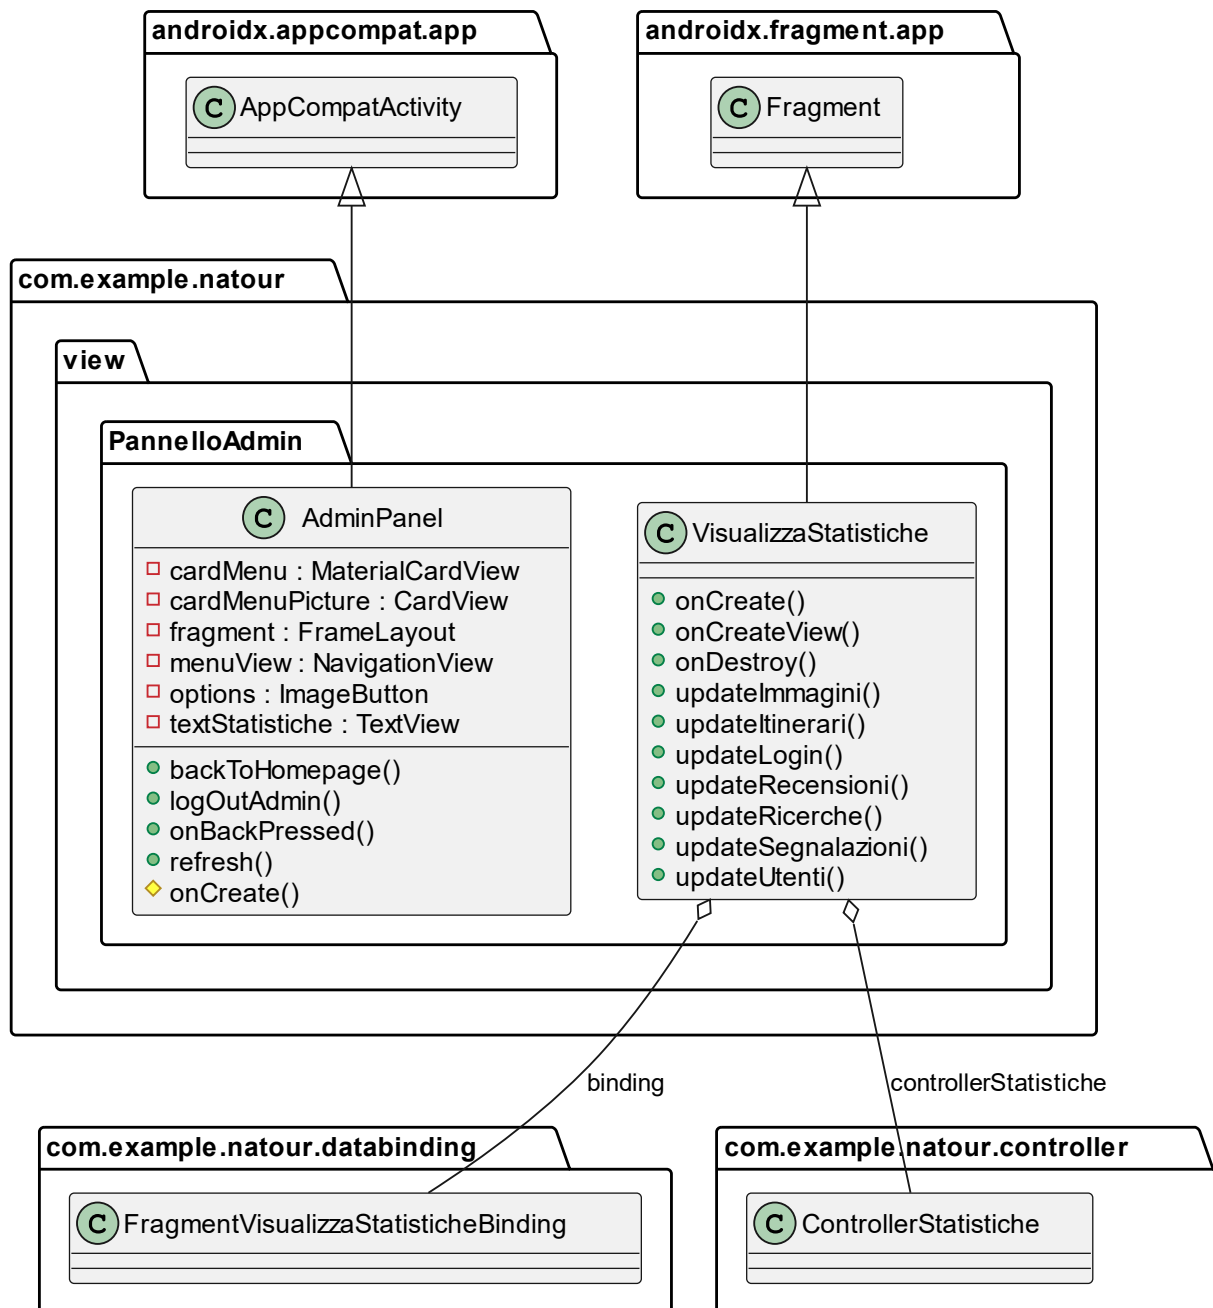 androidx.appcompat.app
androidx.fragment.app
C AppCompatActivity
C Fragment
com.example.natour
view
PannelloAdmin
C AdminPanel
cardMenu : MaterialCardView
cardMenuPicture : CardView
fragment : FrameLayout
menuView : NavigationView
options : ImageButton
textStatistiche : TextView
backToHomepage()
logOutAdmin()
onBackPressed()
refresh()
onCreate()
C VisualizzaStatistiche
onCreate()
onCreateView()
onDestroy()
updateImmagini()
updateItinerari()
updateLogin()
updateRecensioni()
updateRicerche()
updateSegnalazioni()
updateUtenti()
binding
controllerStatistiche
com.example.natour.databinding
com.example.natour.controller
C FragmentVisualizzaStatisticheBinding
C ControllerStatistiche